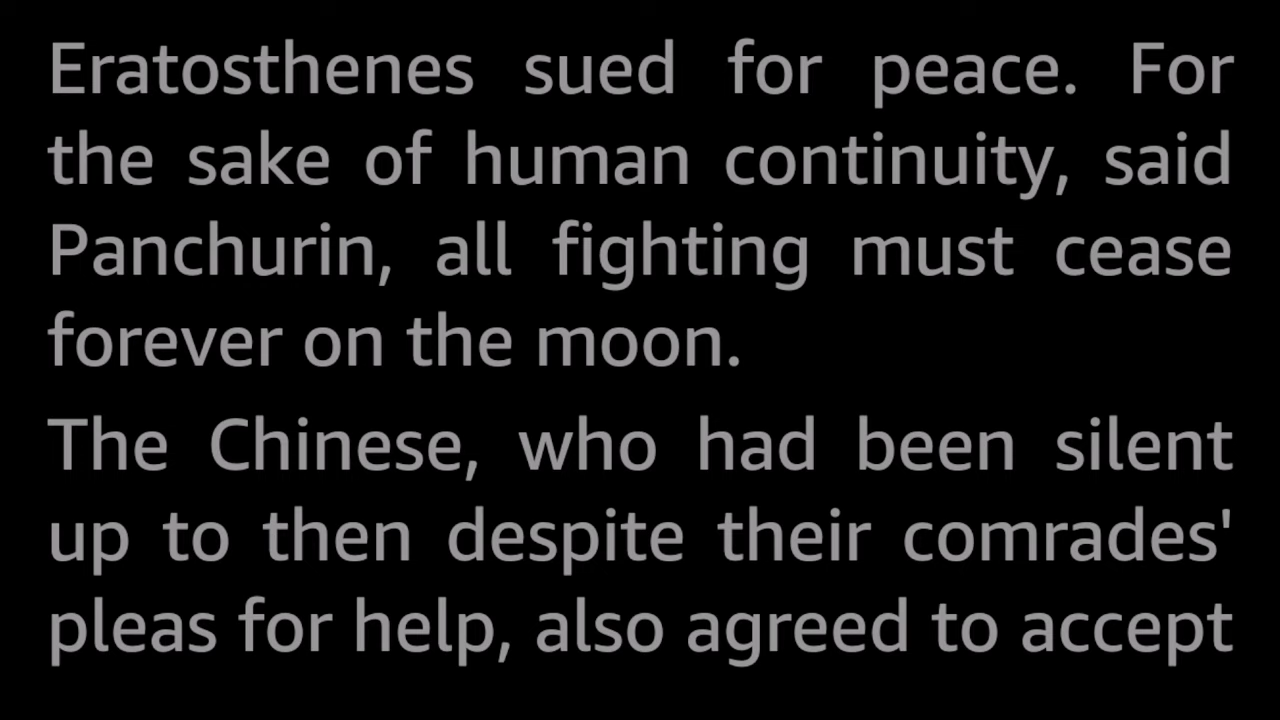 Eratosthenes sued for peace. For
the sake of human continuity, said
Panchurin, all fighting must cease
forever on the moon.
The Chinese, who had been silent
up to then despite their comrades'
pleas for help, also agreed to accept